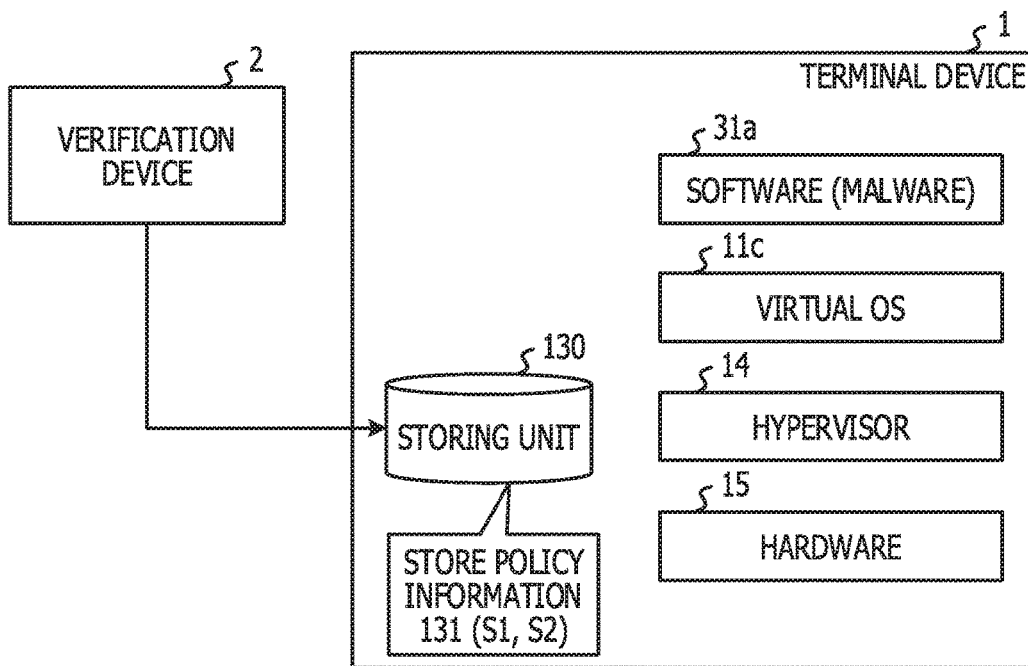 1
TERMINAL DEVICE
2
VERIFICATION
DEVICE
31a
SOFTWARE (MALWARE)
11c
VIRTUAL OS
130
STORING UNIT
14
HYPERVISOR
15
HARDWARE
STORE POLICY
INFORMATION
131 (S1, S2)